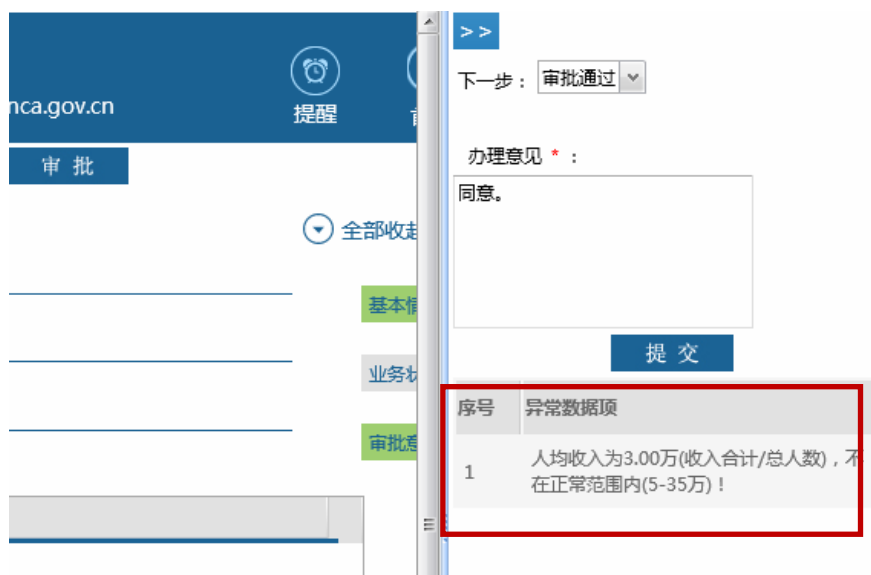 nca.gov.cn
提醒
审 批
全部收起
基本情
业务状
审批意
>>
下一步：
审批通过
办理意见 *：
同意。
提 交
序号 异常数据项
1 人均收入为3.00万(收入合计/总人数)，不
在正常范围内(5-35万)！